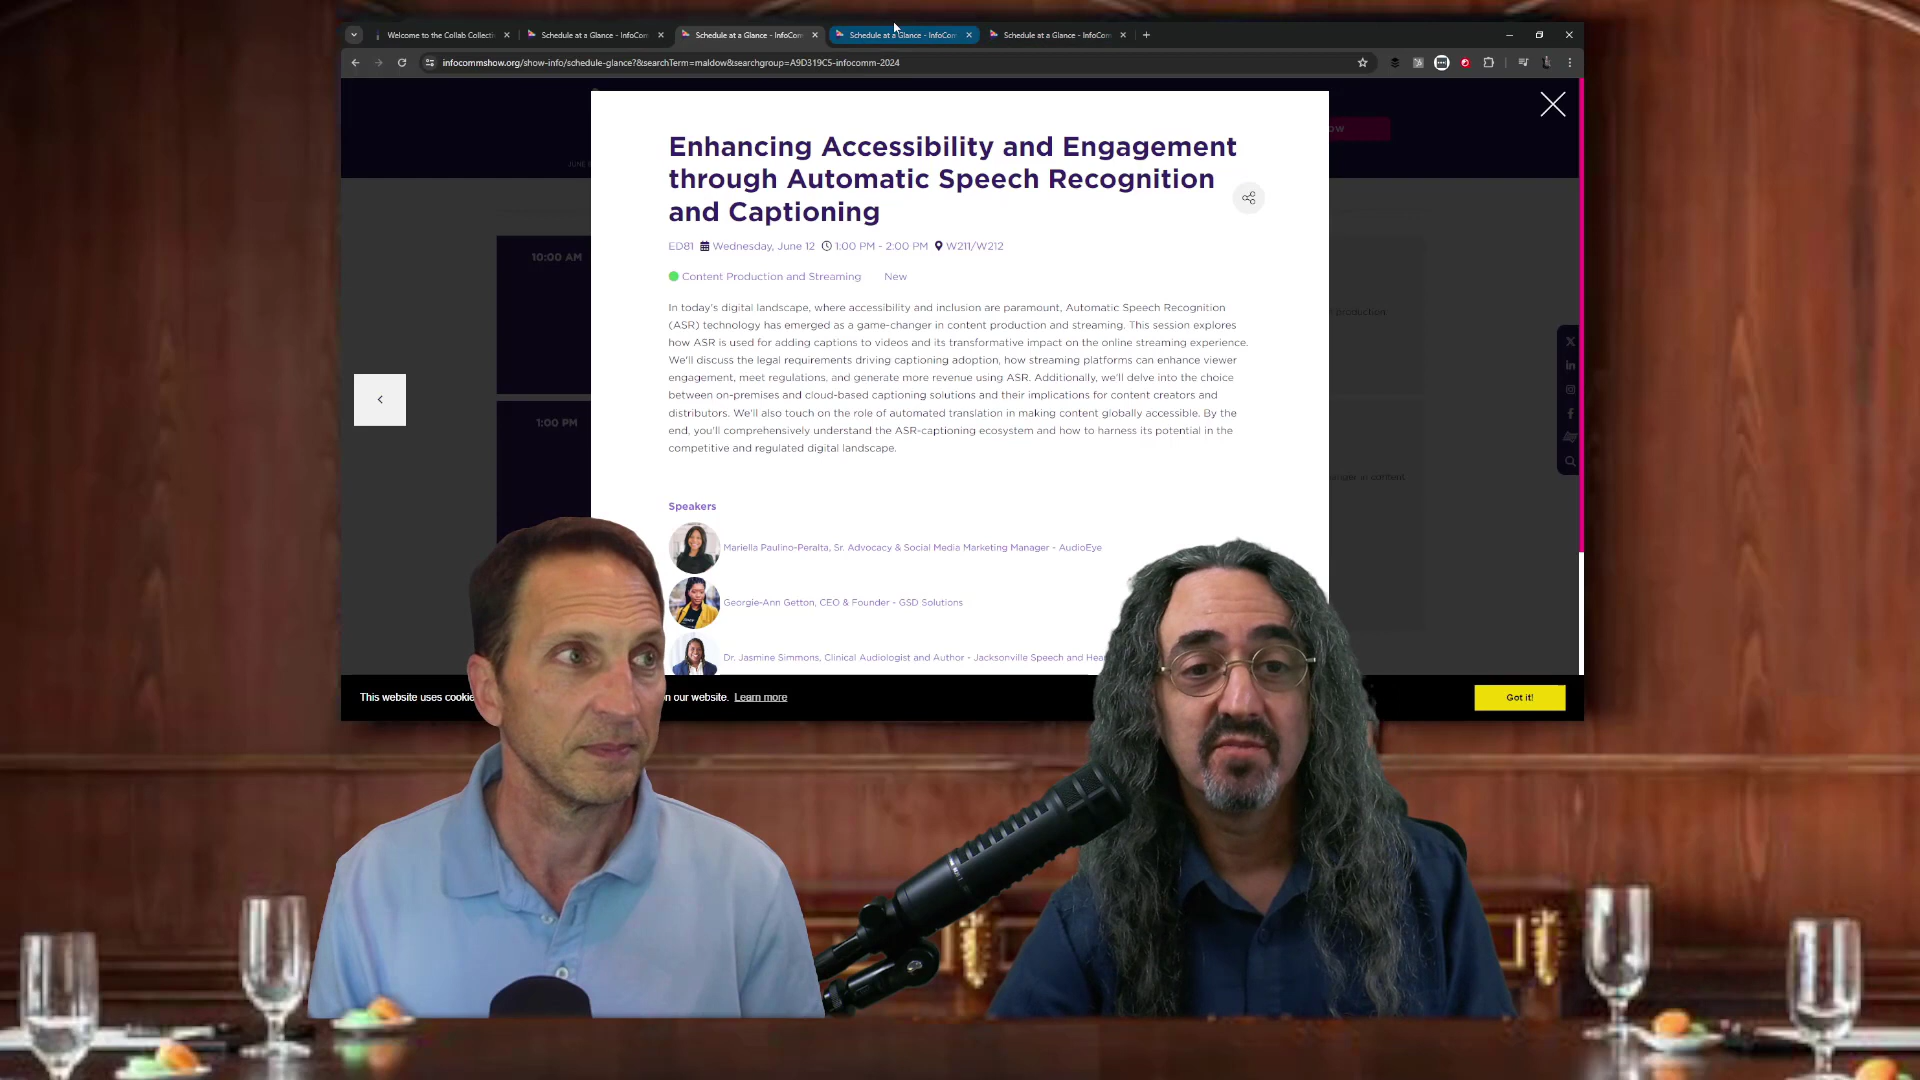 Welcome to the Collab Collecti
Schedule at a Glance - InfoCom
Schedule at a Glance - InfoCom
Schedule at a Glance - InfoCom
Schedule at a Glance - InfoCom
infocommshow.org/show-info/schedule-glance?&searchTerm=maldow&searchgroup=A9D319C5-infocomm-2024
Enhancing Accessibility and Engagement
through Automatic Speech Recognition
and Captioning
ED81 Wednesday, June 12 1:00 PM - 2:00 PM W211/W212
Content Production and Streaming New
In today's digital landscape, where accessibility and inclusion are paramount, Automatic Speech Recognition
(ASR) technology has emerged as a game-changer in content production and streaming. This session explores
how ASR is used for adding captions to videos and its transformative impact on the online streaming experience.
We'll discuss the legal requirements driving captioning adoption, how streaming platforms can enhance viewer
engagement, meet regulations, and generate more revenue using ASR. Additionally, we'll delve into the choice
between on-premises and cloud-based captioning solutions and their implications for content creators and
distributors. We'll also touch on the role of automated translation in making content globally accessible. By the
end, you'll comprehensively understand the ASR-captioning ecosystem and how to harness its potential in the
competitive and regulated digital landscape.
Speakers
Mariella Paulino-Peralta, Sr. Advocacy & Social Media Marketing Manager - AudioEye
Georgie-Ann Getton, CEO & Founder - GSD Solutions
Dr. Jasmine Simmons, Clinical Audiologist and Author - Jacksonville Speech and Hear
10:00 AM
1:00 PM
JUNE
OW
production
in content.
This website uses cookie
n our website. Learn more
Got it!